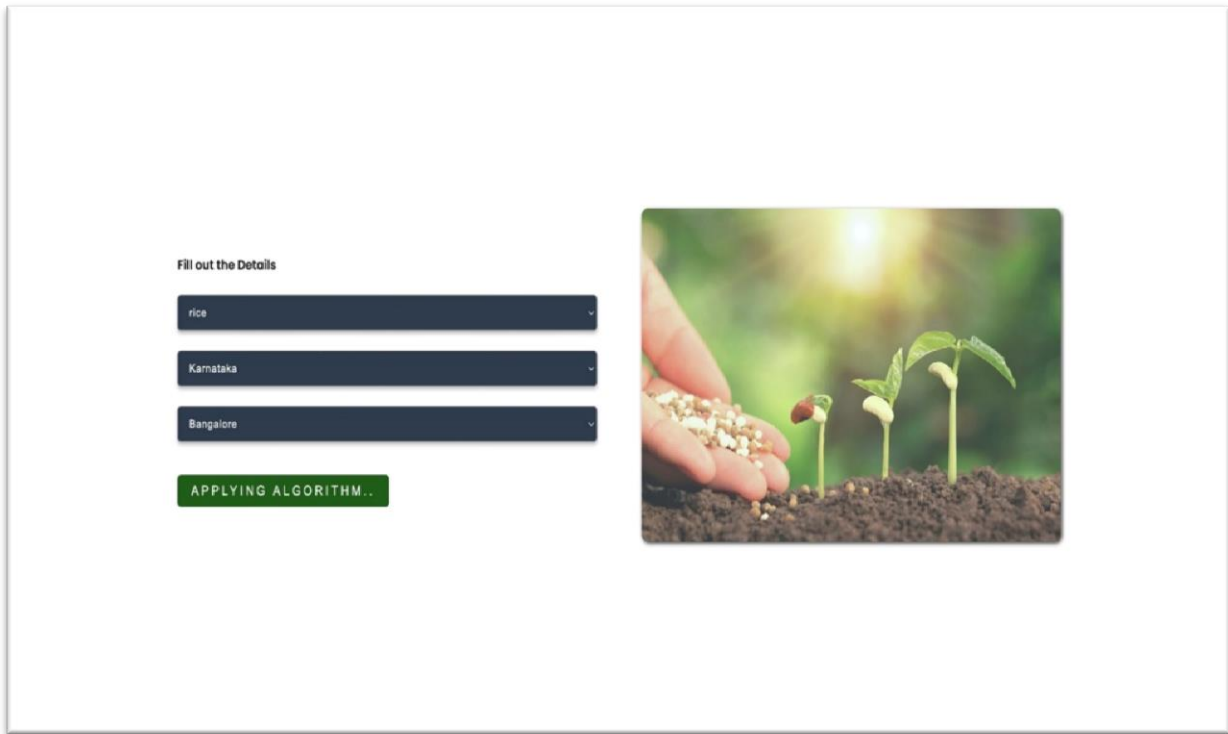 Fill out the Details
rice
Karnataka
Bangalore
APPLYING ALGORITHM..